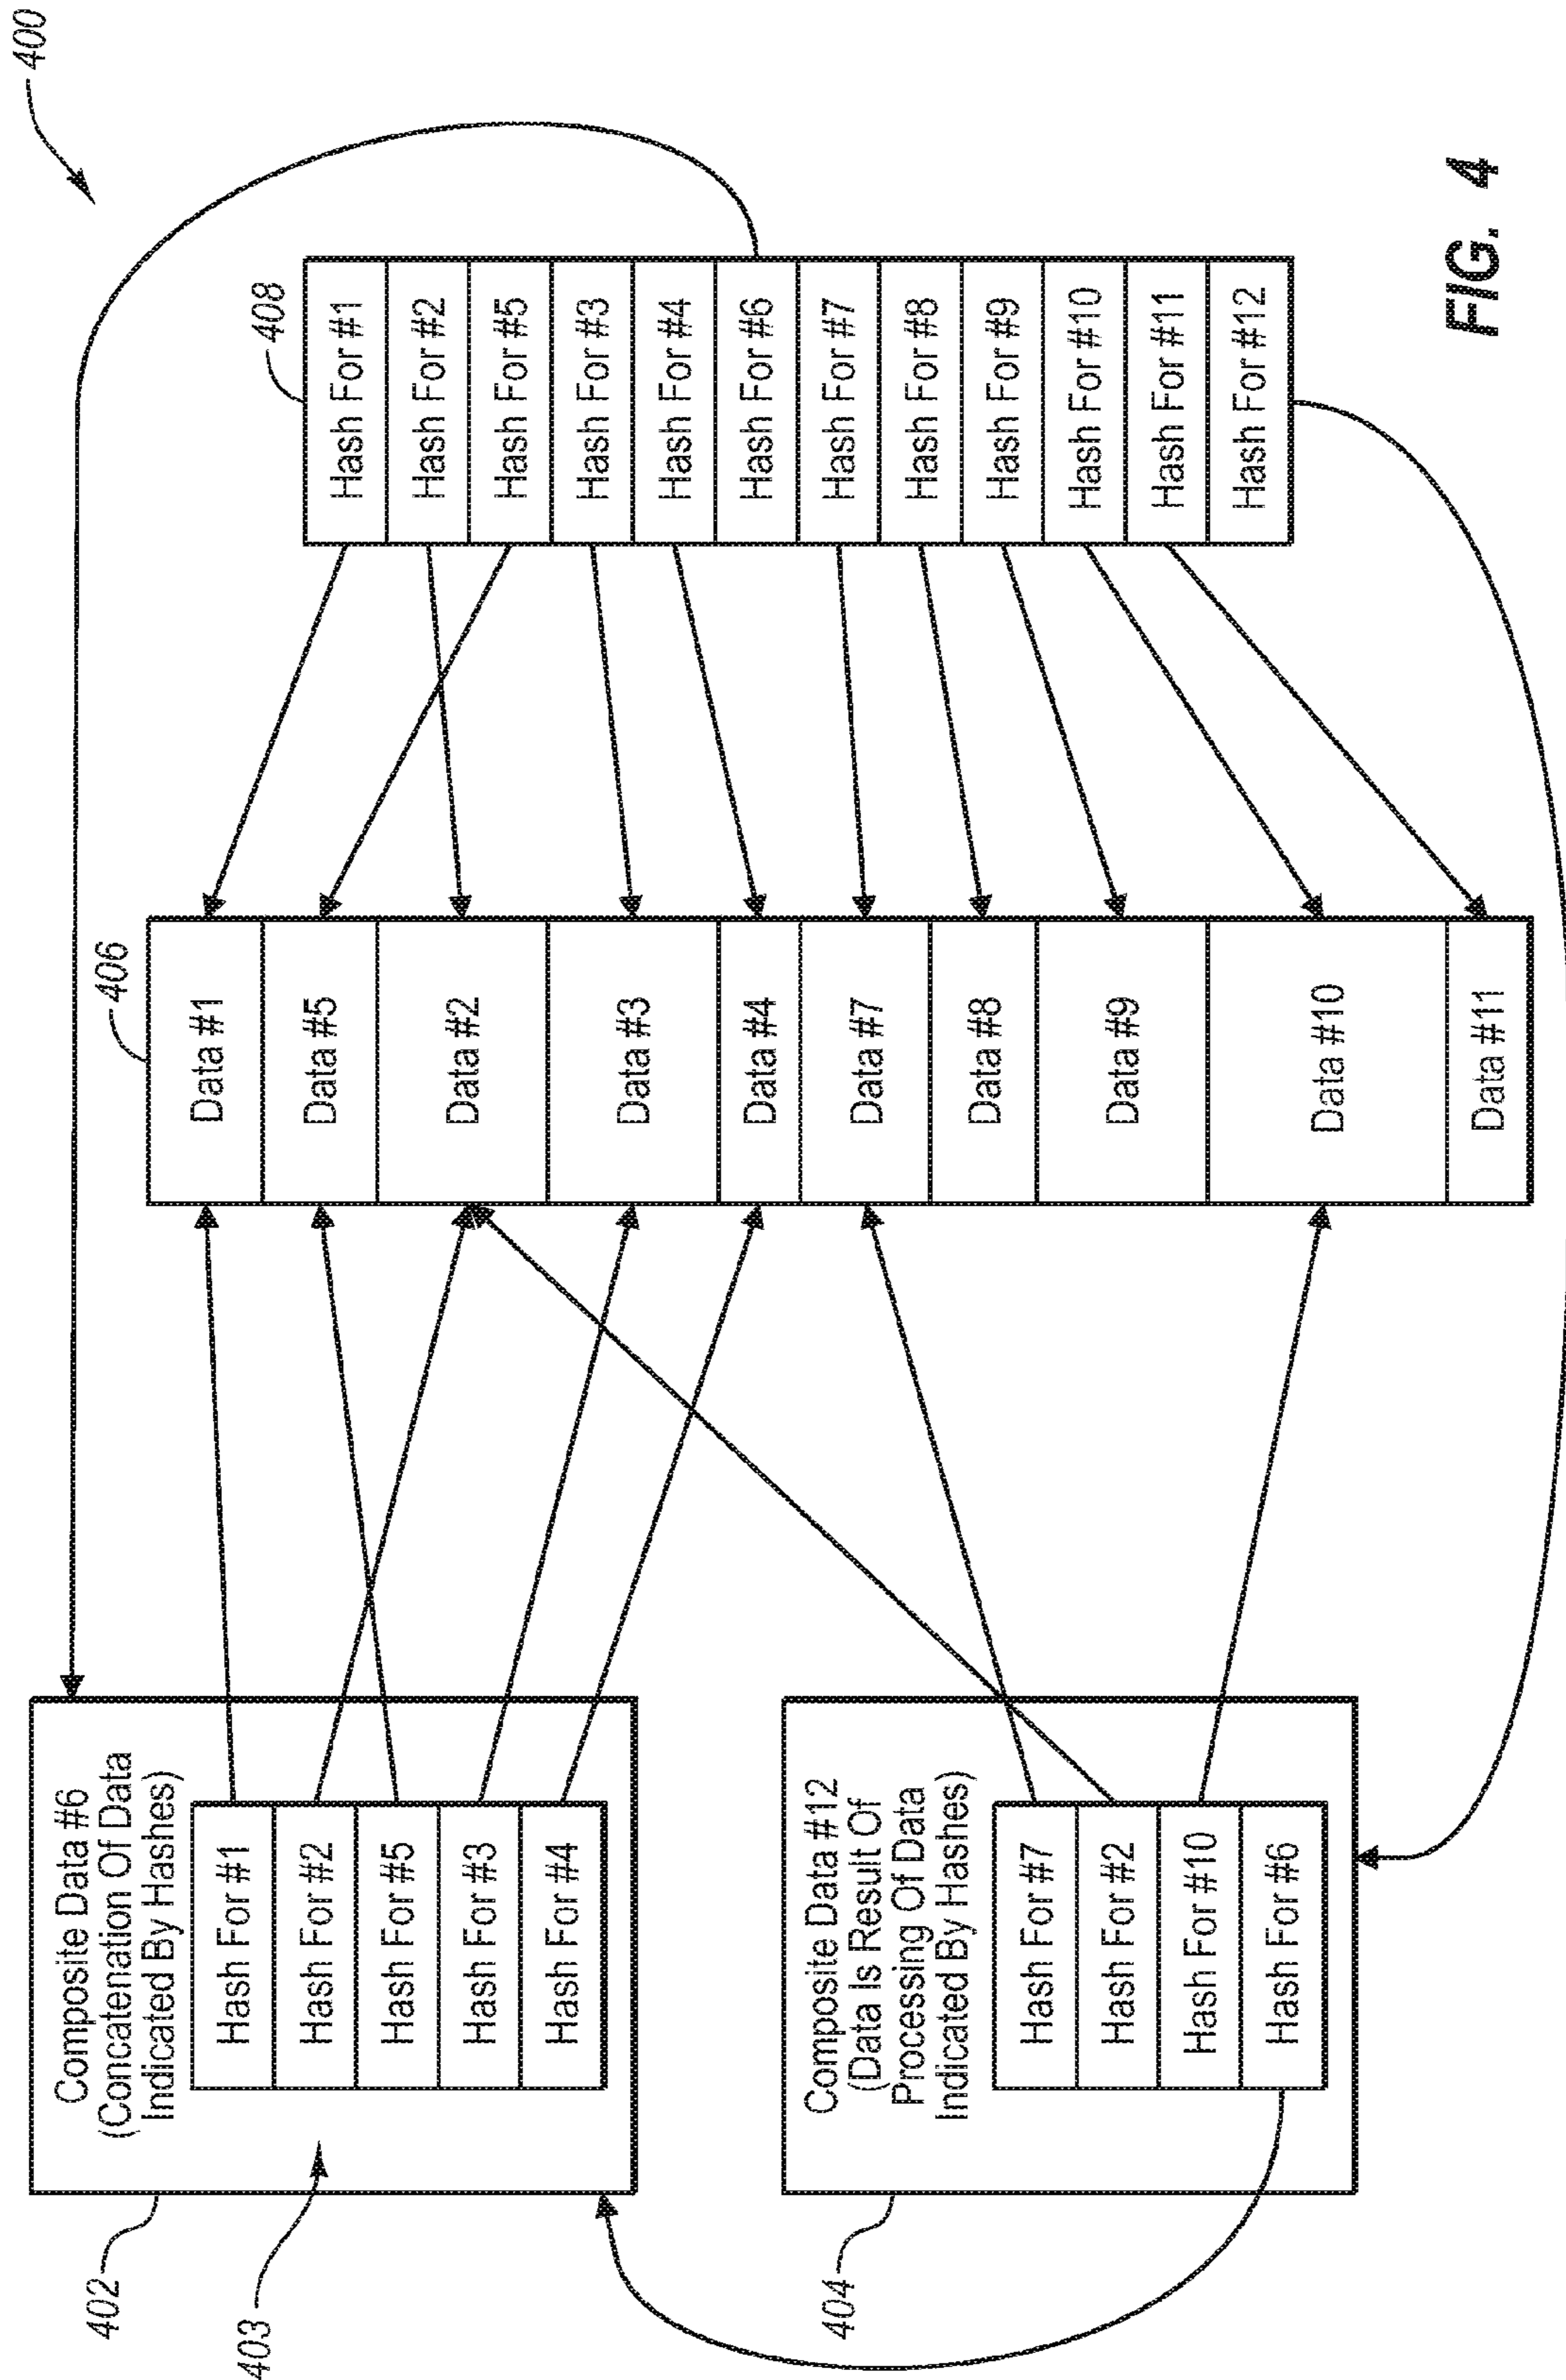 400
402
Composite Data #6
(Concatenation Of Data
Indicated By Hashes)
403
Hash For #1
Hash For #2
Hash For #5
Hash For #3
Hash For #4
404
Composite Data #12
(Data Is Result Of
Processing Of Data
Indicated By Hashes)
Hash For #7
Hash For #2
Hash For #10
Hash For #6
406
Data #1
Data #5
Data #2
Data #3
Data #4
Data #7
Data #8
Data #9
Data #10
Data #11
408
Hash For #1
Hash For #2
Hash For #5
Hash For #3
Hash For #4
Hash For #6
Hash For #7
Hash For #8
Hash For #9
Hash For #10
Hash For #11
Hash For #12
FIG. 4